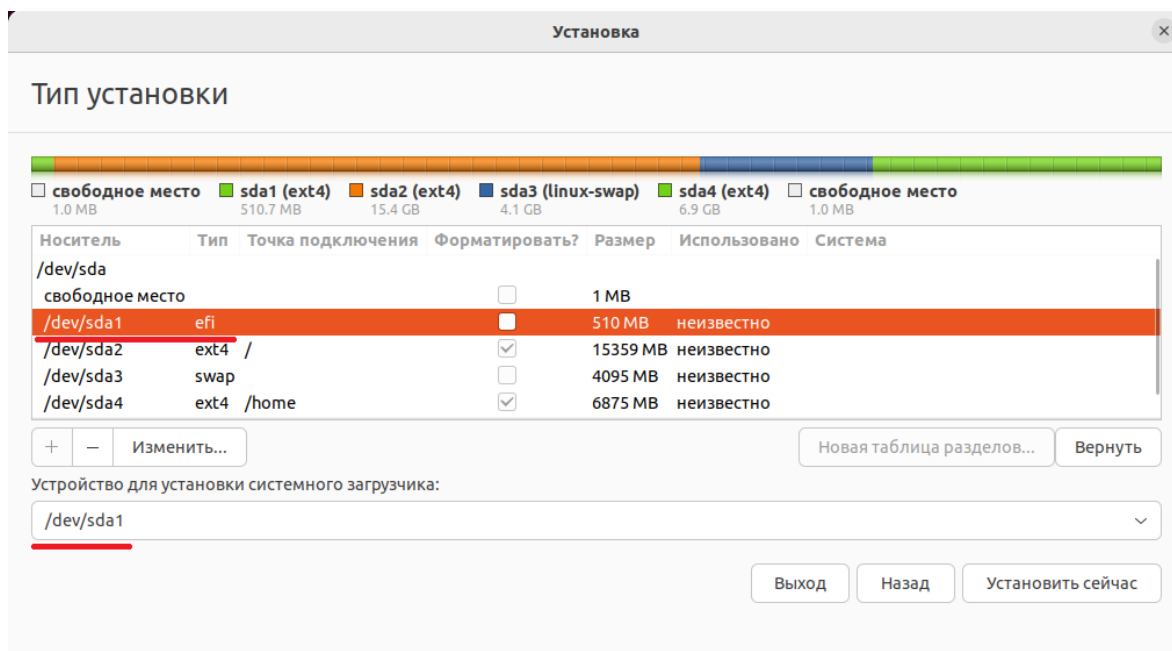 Установка
Тип установки
свободное место sda1 (ext4) sda2 (ext4) sda3 (linux-swap) sda4 (ext4) свободное место
1.0 MB 510.7 MB 15.4 GB 4.1 GB 6.9 GB 1.0 MB
Носитель Тип Точка подключения Форматировать? Размер Использовано Система
/dev/sda
свободное место 1 MB
/dev/sda1 efi 510 MB неизвестно
/dev/sda2 ext4 / 15359 MB неизвестно
/dev/sda3 swap 4095 MB неизвестно
/dev/sda4 ext4 /home 6875 MB неизвестно
+ − Изменить... Новая таблица разделов... Вернуть
Устройство для установки системного загрузчика:
/dev/sda1
Выход Назад Установить сейчас